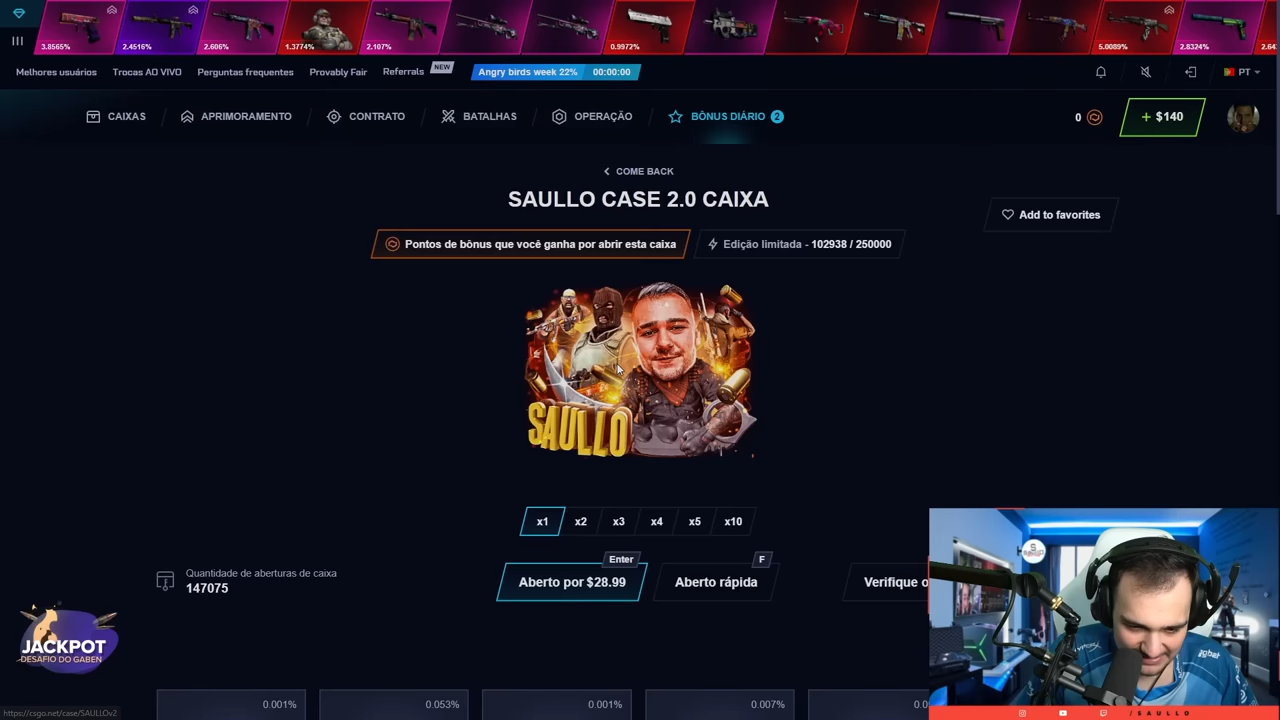 3.8565%
2.4516%
2.606%
1.3774%
2.107%
0.9972%
5.0089%
2.8324%
Melhores usuários
Trocas AO VIVO
Perguntas frequentes
Provably Fair
Referrals
NEW
Angry birds week 22%
00:00:00
PT
CAIXAS
APRIMORAMENTO
CONTRATO
BATALHAS
OPERAÇÃO
BÔNUS DIÁRIO 2
0
+ $140
COME BACK
SAULLO CASE 2.0 CAIXA
Add to favorites
Pontos de bônus que você ganha por abrir esta caixa
Edição limitada - 102938 / 250000
SAULLO
x1
x2
x3
x4
x5
x10
Enter
F
Quantidade de aberturas de caixa
147075
Aberto por $28.99
Aberto rápida
Verifique o
JACKPOT
DESAFIO DO GABEN
0.001%
0.053%
0.001%
0.007%
https://csgo.net/case/SAULLOv2
/SAULLO